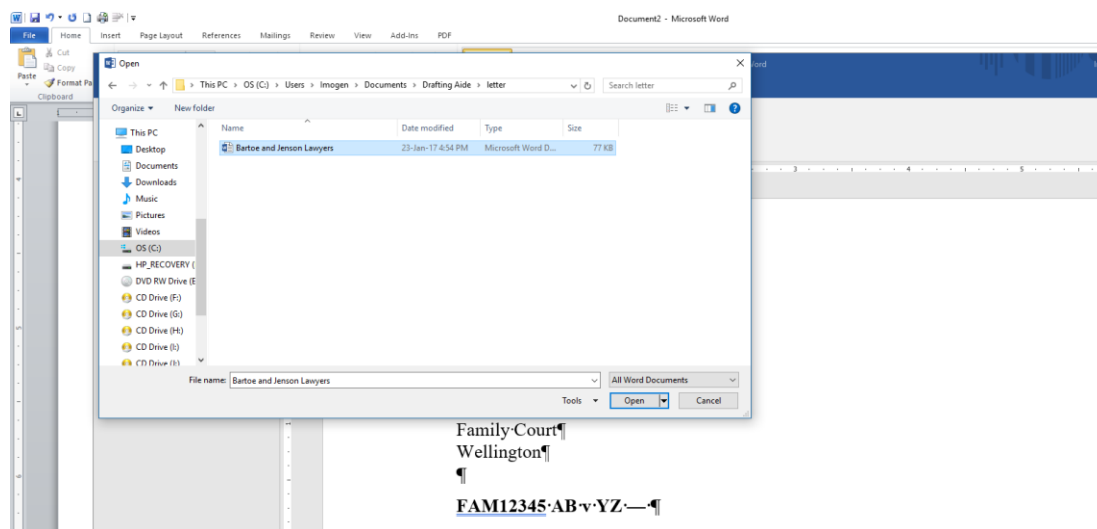 Document2 - Microsoft Word
File Home Insert Page Layout References Mailings Review View Add-Ins PDF
Cut
Copy
Paste
Format Pa
Clipboard
Open
This PC > OS (C:) > Users > Imogen > Documents > Drafting Aide > letter
Search letter
Organize New folder
Name Date modified Type Size
Bartoe and Jenson Lawyers 23-Jan-17 4:54 PM Microsoft Word D... 77 KB
This PC
Desktop
Documents
Downloads
Music
Pictures
Videos
OS (C:)
HP_RECOVERY (
DVD RW Drive (E
CD Drive (F:)
CD Drive (G:)
CD Drive (H:)
CD Drive (I:)
File name: Bartoe and Jenson Lawyers All Word Documents
Tools Open Cancel
3 4 5
Family·Court¶
Wellington¶
¶
FAM12345·AB·v·YZ·—·¶